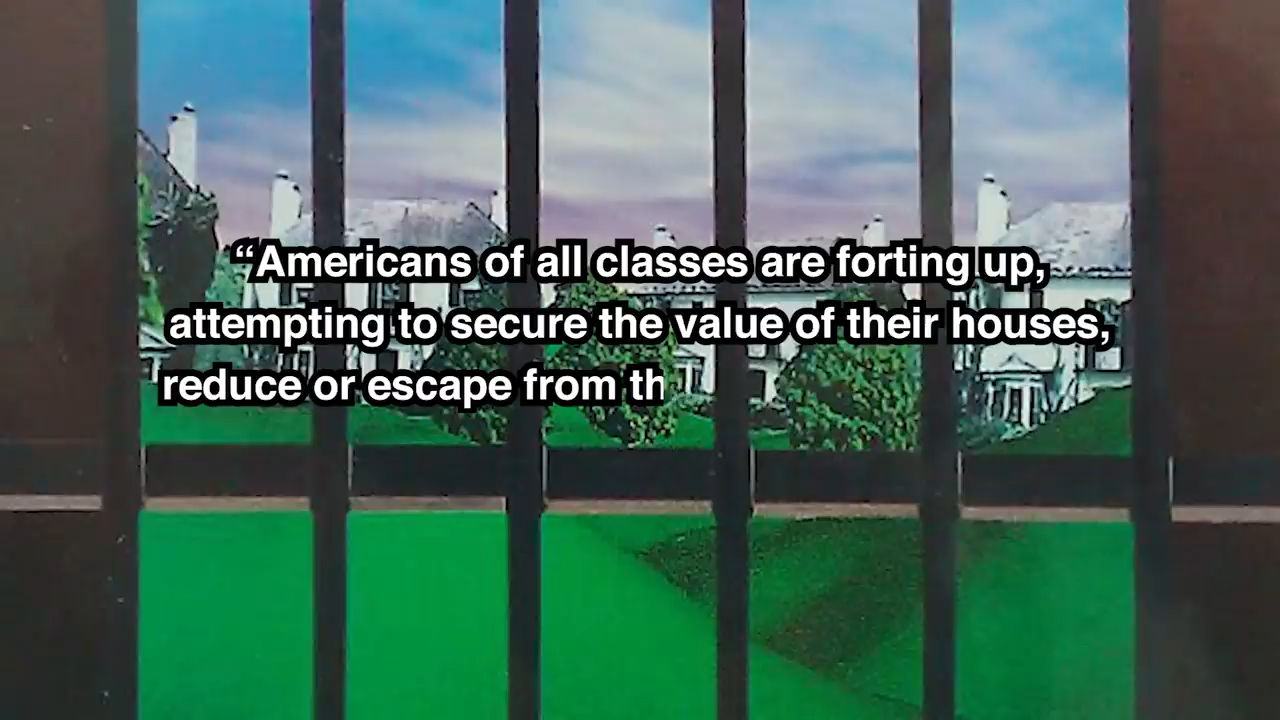 “Americans of all classes are forting up,
attempting to secure the value of their houses,
reduce or escape from th